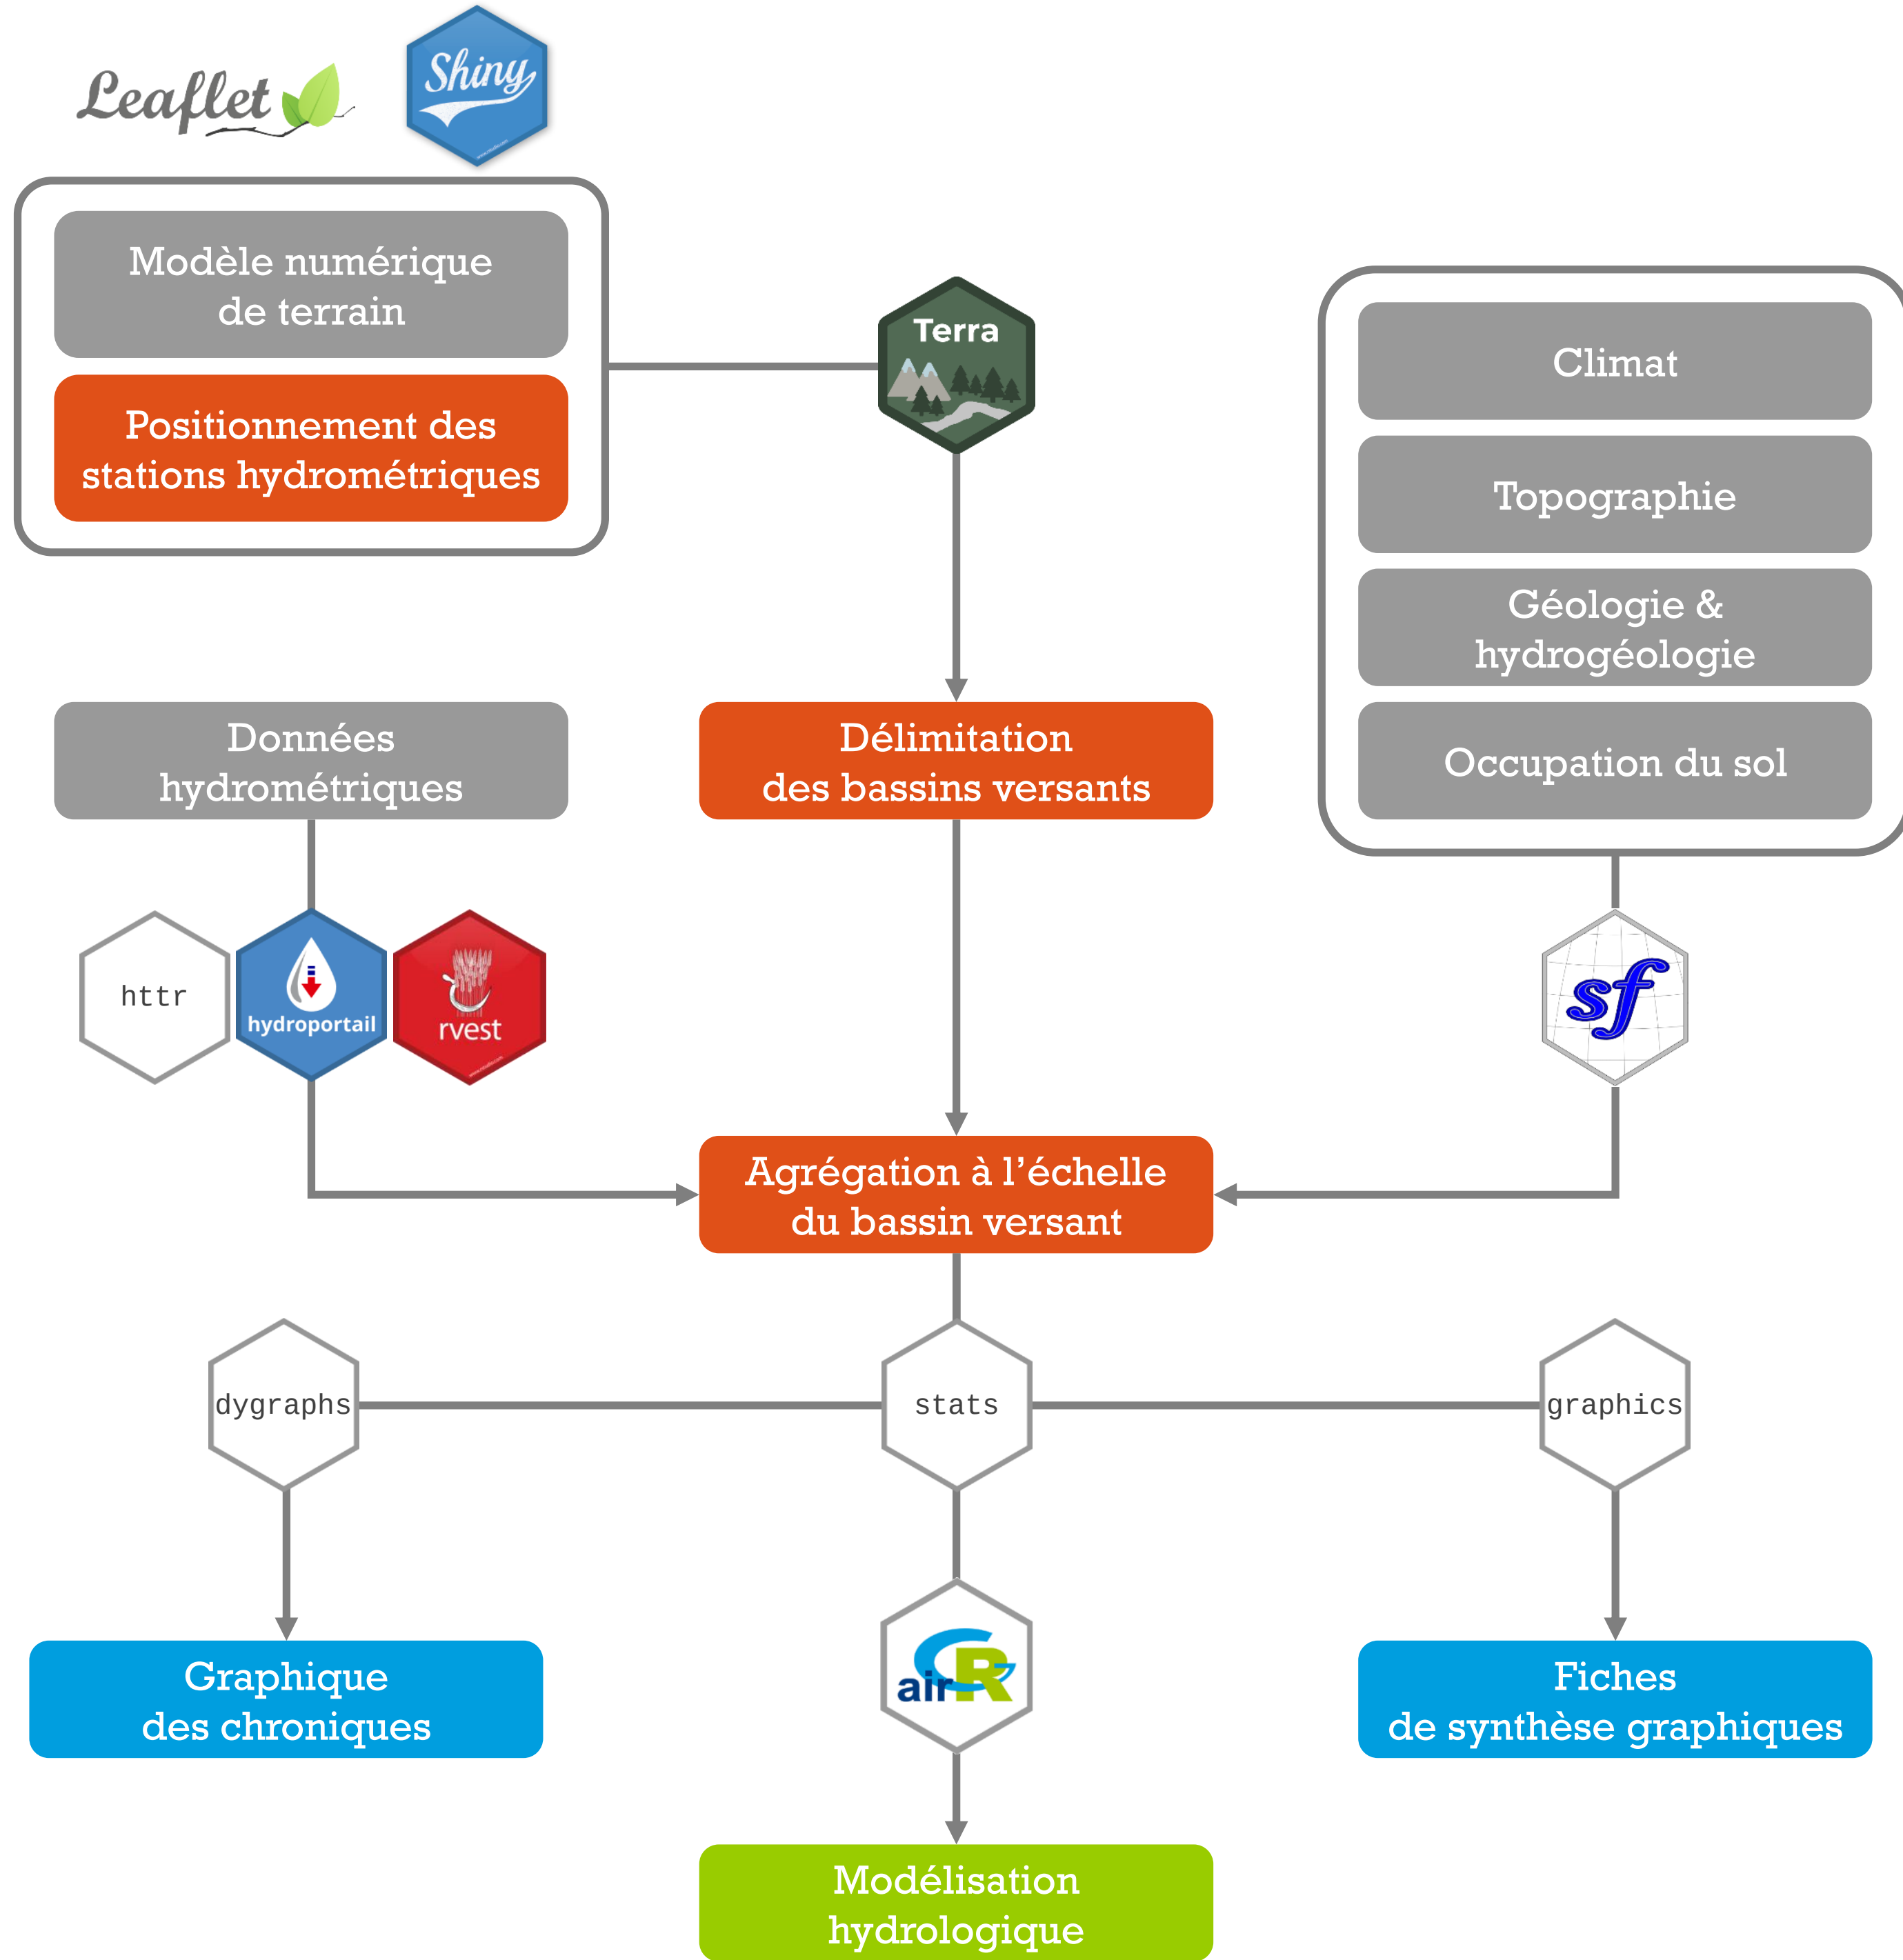 Leaflet
Shiny
Modèle numérique
de terrain
Positionnement des
stations hydrométriques
Terra
Climat
Topographie
Géologie &
hydrogéologie
Occupation du sol
Données
hydrométriques
Délimitation
des bassins versants
httr
hydroportail
rvest
sf
Agrégation à l’échelle
du bassin versant
dygraphs
stats
graphics
airGR
Graphique
des chroniques
Fiches
de synthèse graphiques
Modélisation
hydrologique